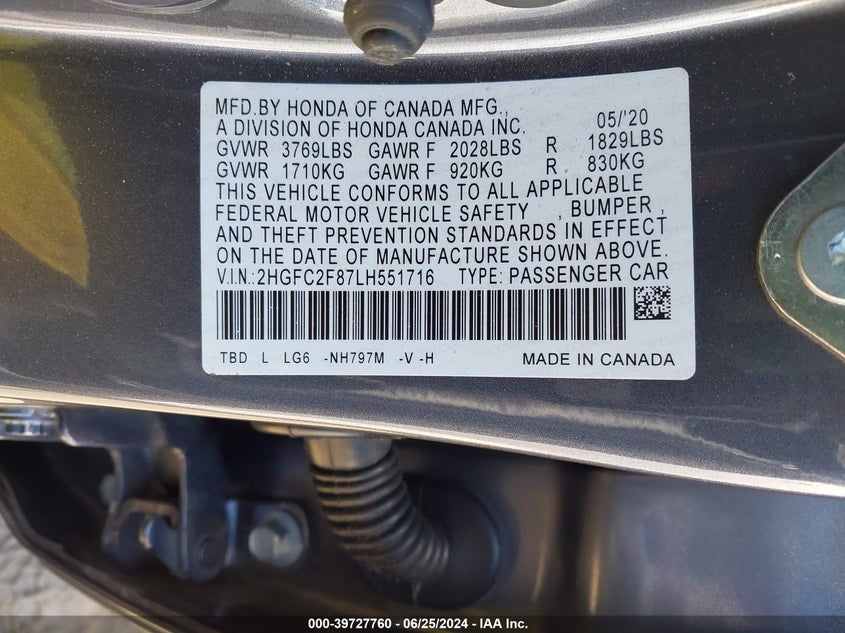 MFD.BY HONDA OF CANADA MFG.,
A DIVISION OF HONDA CANADA INC. 05/'20
GVWR 3769LBS GAWR F 2028LBS R 1829LBS
GVWR 1710KG GAWR F 920KG R 830KG
THIS VEHICLE CONFORMS TO ALL APPLICABLE
FEDERAL MOTOR VEHICLE SAFETY , BUMPER ,
AND THEFT PREVENTION STANDARDS IN EFFECT
ON THE DATE OF MANUFACTURE SHOWN ABOVE.
V.I.N.:2HGFC2F87LH551716 TYPE: PASSENGER CAR
TBD L LG6 -NH797M -V -H MADE IN CANADA
000-39727760 - 06/25/2024 - IAA Inc.